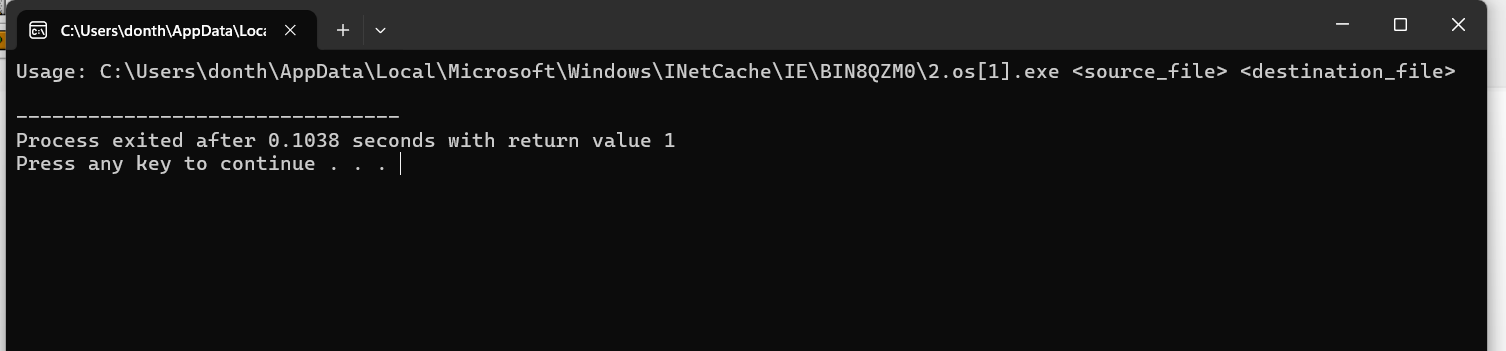 C:\Users\donth\AppData\Loca
Usage: C:\Users\donth\AppData\Local\Microsoft\Windows\INetCache\IE\BIN8QZM0\2.os[1].exe <source_file> <destination_file>
--------------------------------
Process exited after 0.1038 seconds with return value 1
Press any key to continue . . .